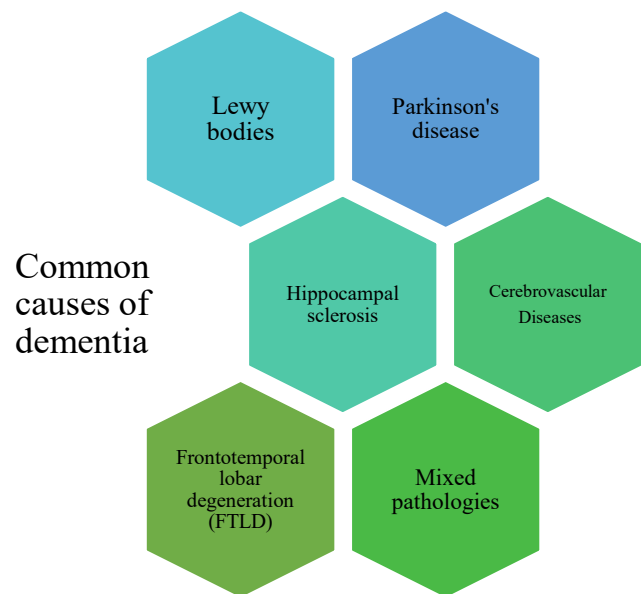 Lewy
bodies
Parkinson's
disease
Common
causes of
dementia
Hippocampal
sclerosis
Cerebrovascular
Diseases
Frontotemporal
lobar
degeneration
(FTLD)
Mixed
pathologies